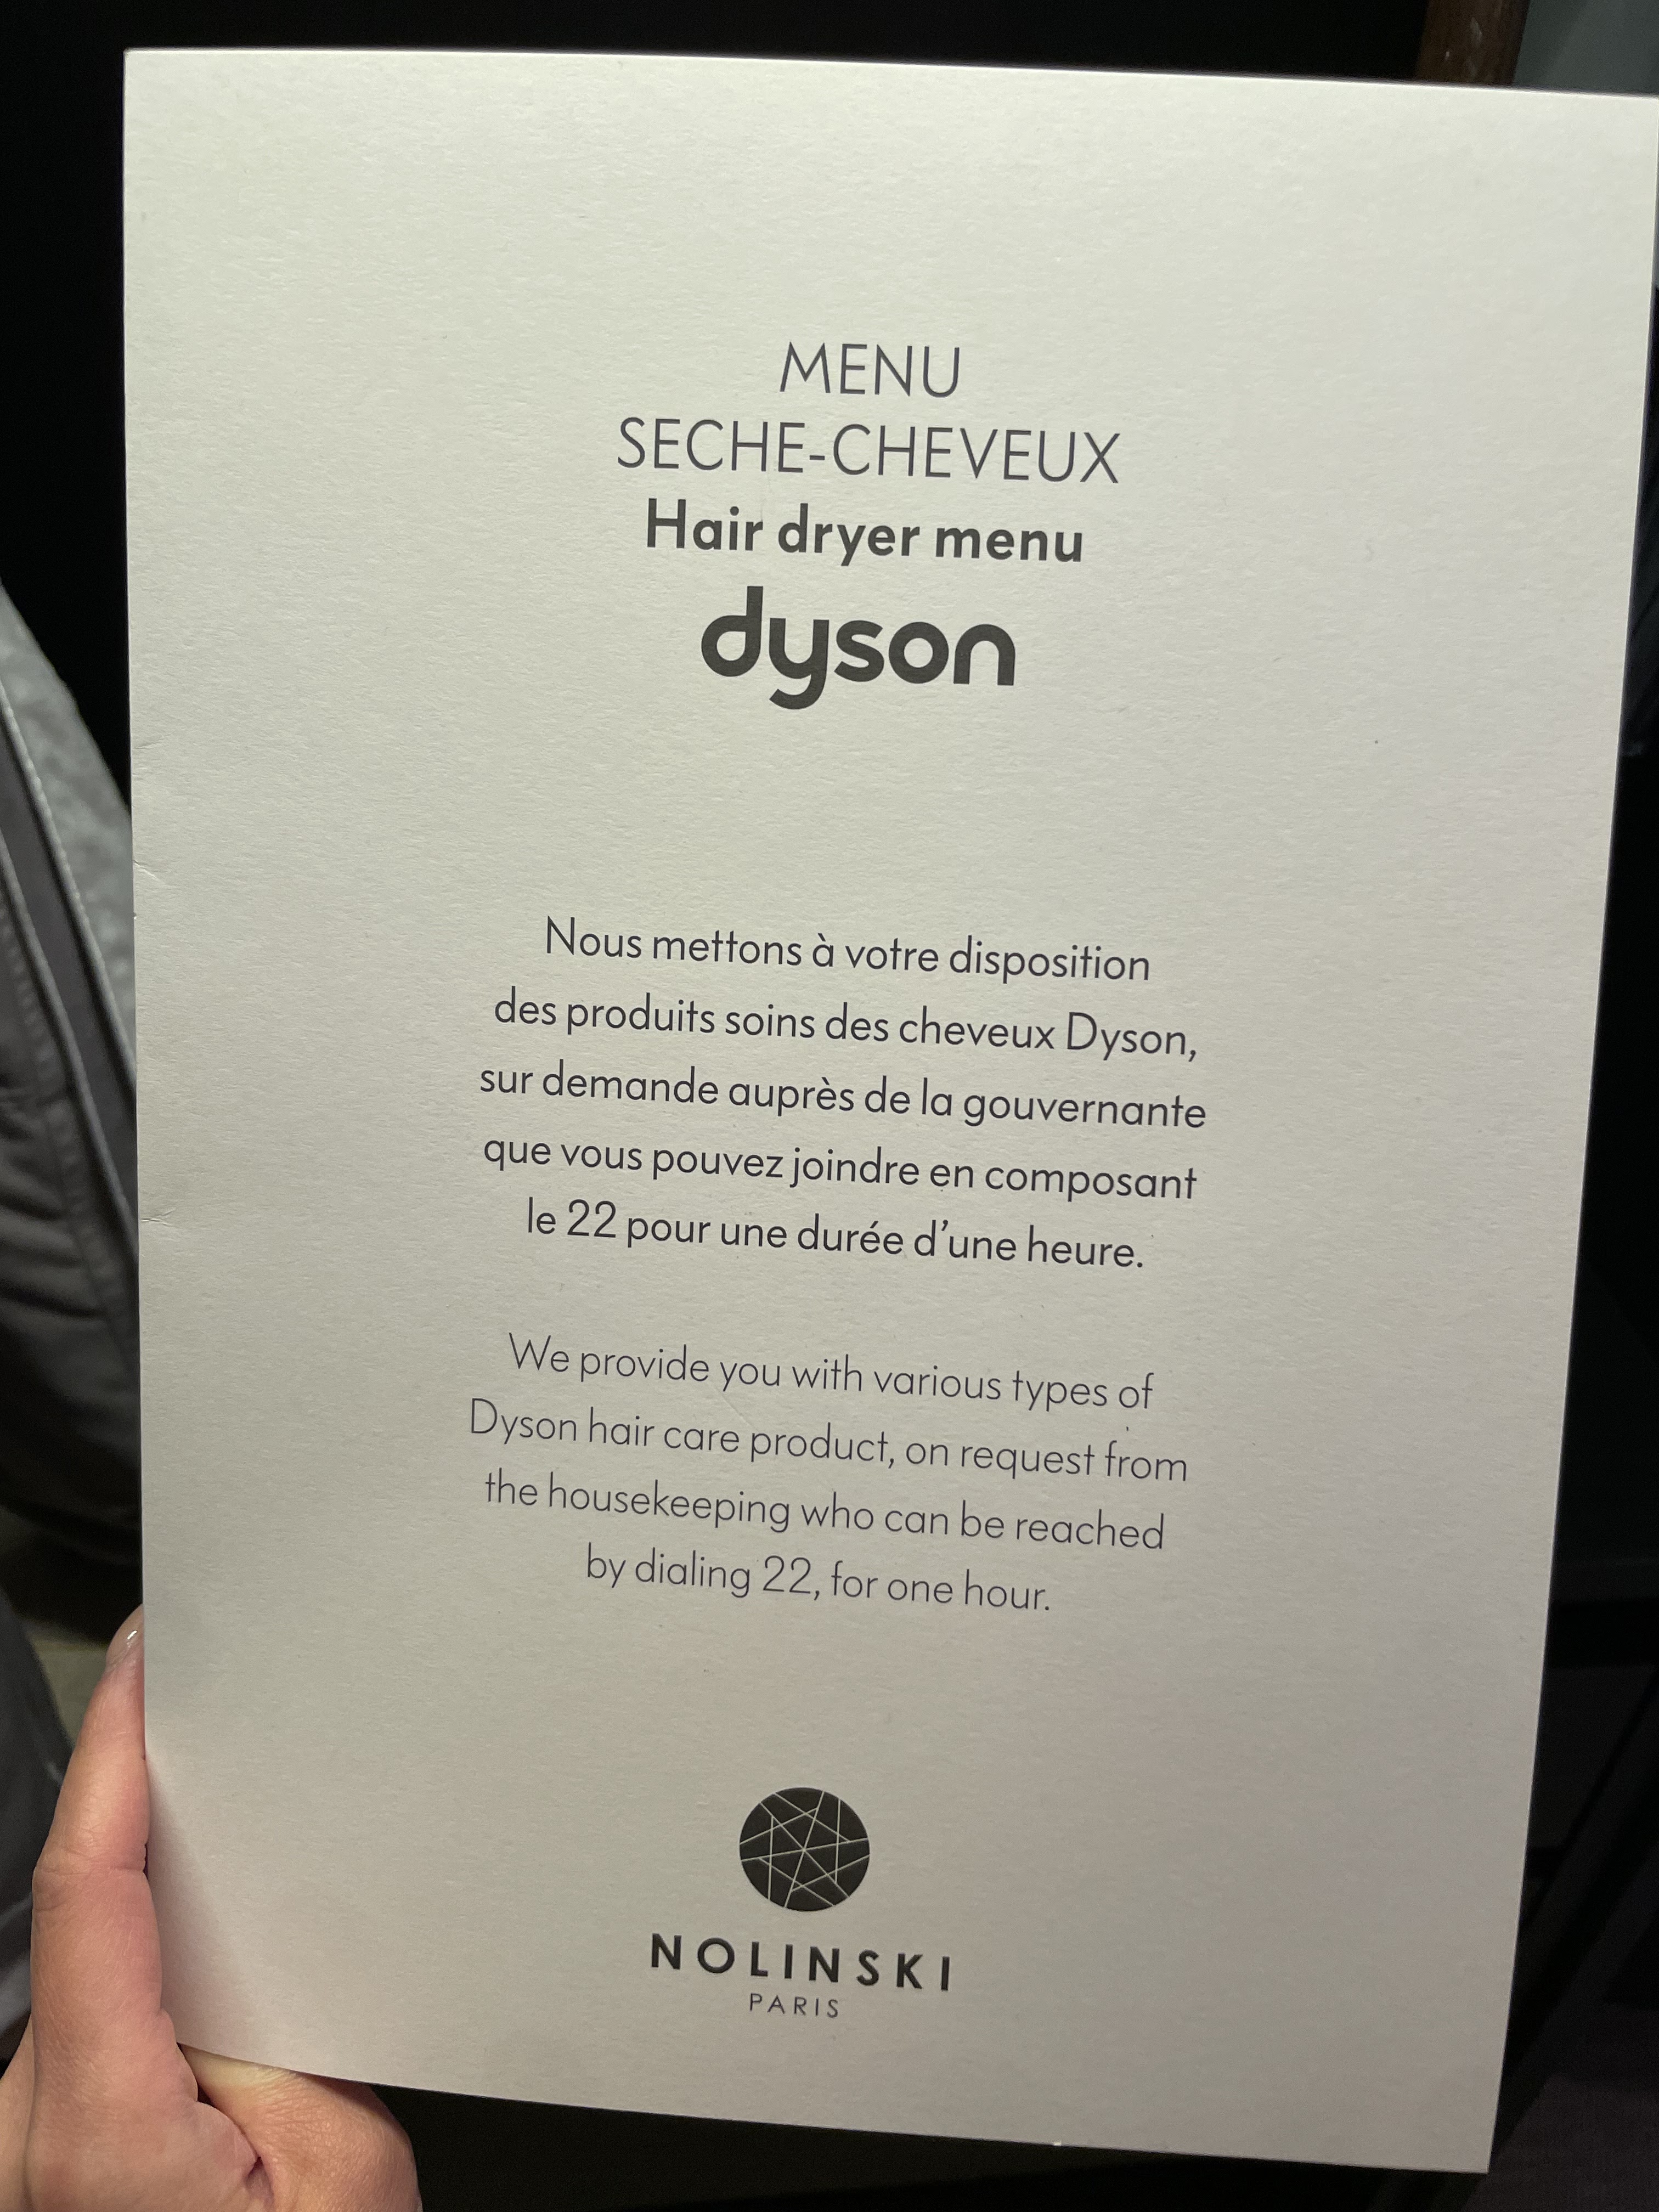 MENU
SECHE-CHEVEUX
Hair dryer menu
dyson
Nous mettons à votre disposition
des produits soins des cheveux Dyson,
sur demande auprès de la gouvernante
que vous pouvez joindre en composant
le 22 pour une durée d’une heure.
We provide you with various types of
Dyson hair care product, on request from
the housekeeping who can be reached
by dialing 22, for one hour.
NOLINSKI
PARIS